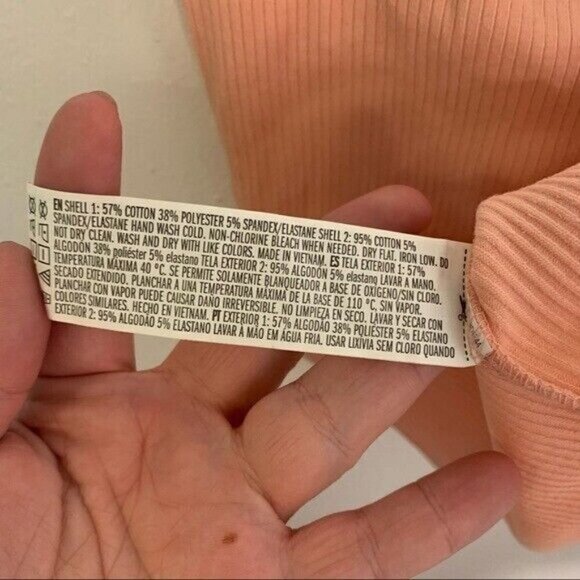 EN SHELL 1: 57% COTTON 38% POLYESTER 5% SPANDEX/ELASTANE SHELL 2: 95% COTTON 5%
SPANDEX/ELASTANE HAND WASH COLD. NON-CHLORINE BLEACH WHEN NEEDED. DRY FLAT. IRON LOW. DO
NOT DRY CLEAN. WASH AND DRY WITH LIKE COLORS. MADE IN VIETNAM. ES TELA EXTERIOR 1: 57%
ALGODÓN 38% poliéster 5% elastano TELA EXTERIOR 2: 95% ALGODÓN 5% elastano LAVAR A MANO.
TEMPERATURA MÁXIMA 40 °C. SE PERMITE SOLAMENTE BLANQUEADOR A BASE DE OXÍGENO/SIN CLORO.
SECADO EXTENDIDO. PLANCHAR A UNA TEMPERATURA MÁXIMA DE LA BASE DE 110 °C, SIN VAPOR.
PLANCHAR CON VAPOR PUEDE CAUSAR DAÑO IRREVERSIBLE. NO LIMPIEZA EN SECO. LAVAR Y SECAR CON
COLORES SIMILARES. HECHO EN VIETNAM. PT EXTERIOR 1: 57% ALGODÃO 38% POLIÉSTER 5% ELASTANO
EXTERIOR 2: 95% ALGODÃO 5% ELASTANO LAVAR À MÃO EM ÁGUA FRIA. USAR LIXIVIA SEM CLORO QUANDO